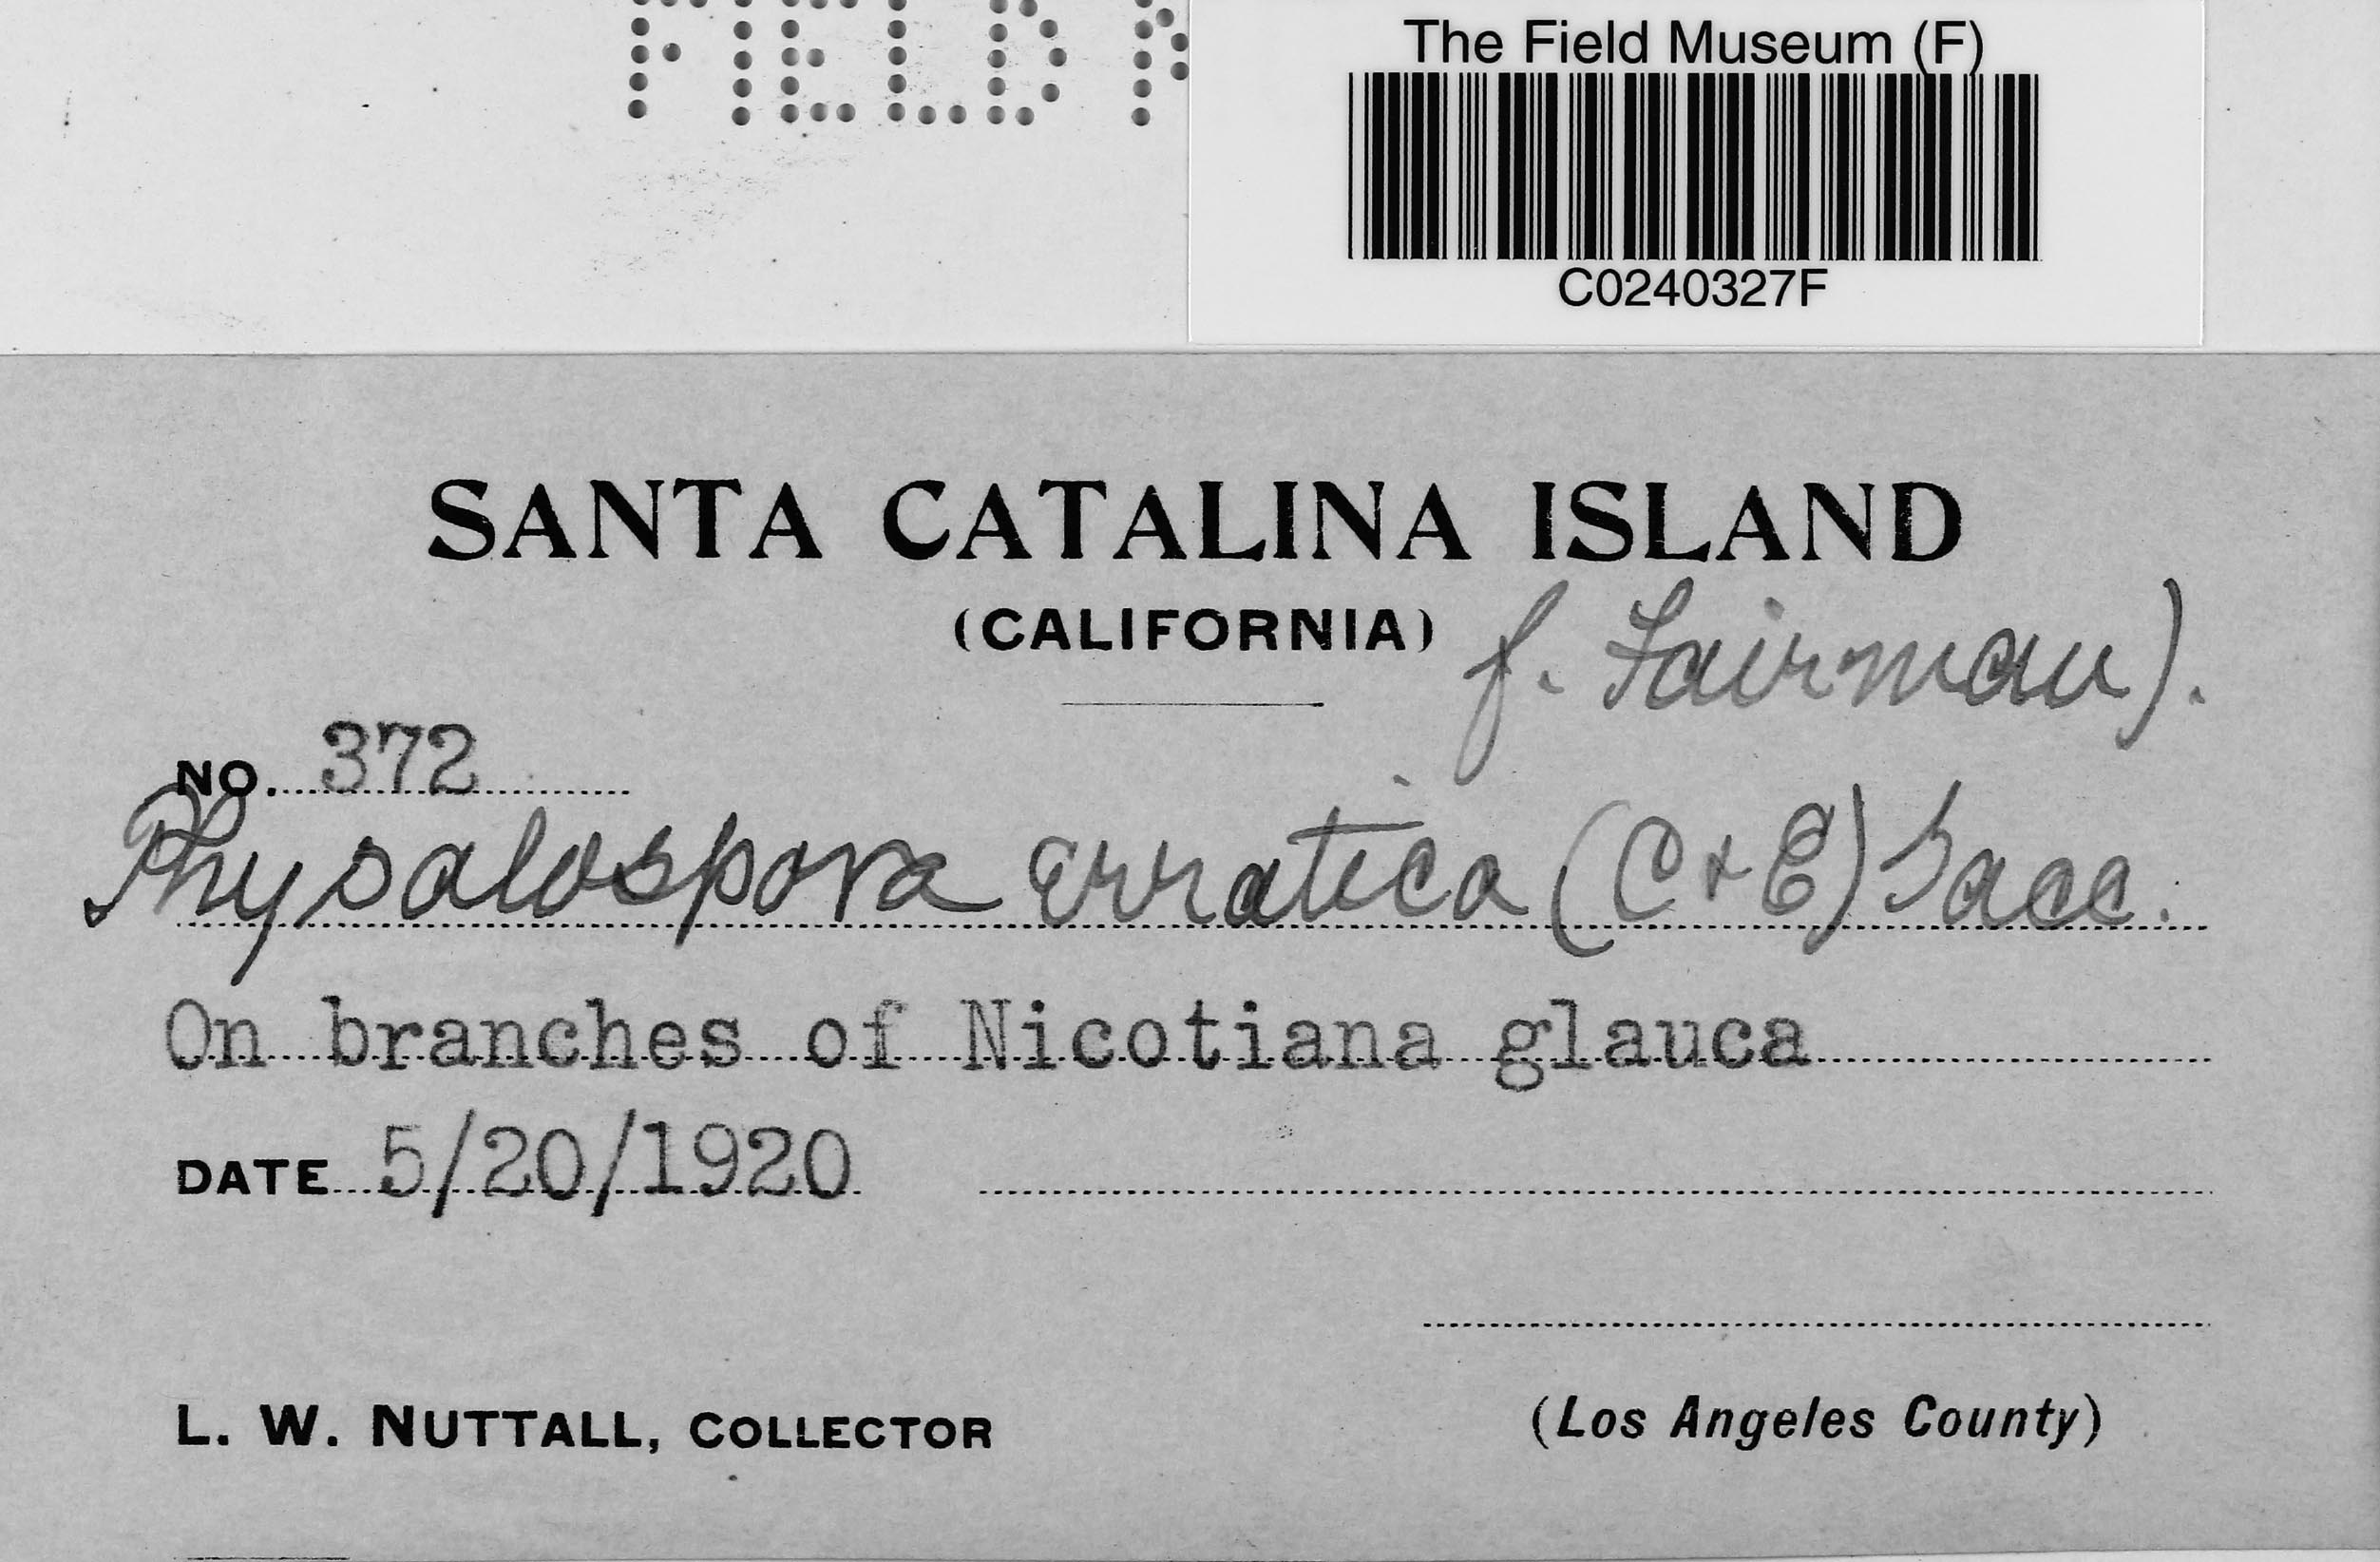 FIELD M
The Field Museum (F)
C0240327F
SANTA CATALINA ISLAND
(CALIFORNIA)
f. Fairman).
NO. 372
Physalospora erratica (C & E) Sacc.
On branches of Nicotiana glauca
DATE 5/20/1920
L. W. NUTTALL, COLLECTOR
(Los Angeles County)